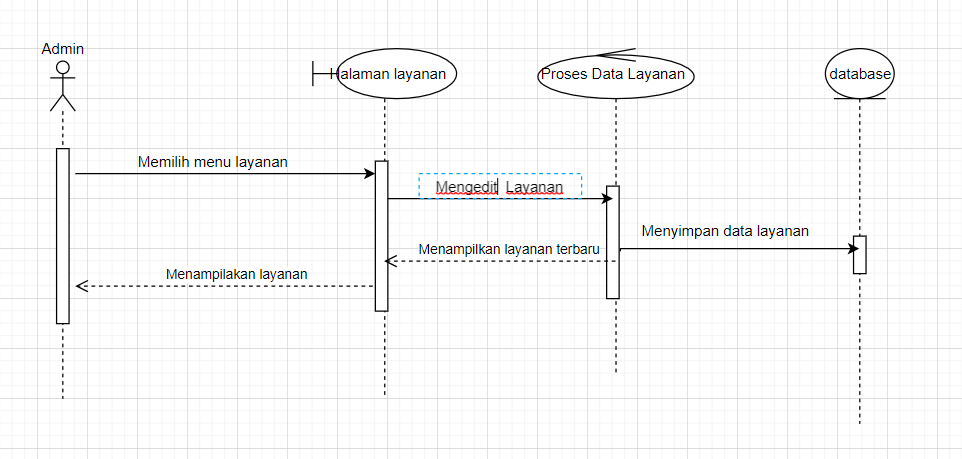 Admin
Halaman layanan
Proses Data Layanan
database
Memilih menu layanan
Mengedit Layanan
Menyimpan data layanan
Menampilkan layanan terbaru
Menampilakan layanan